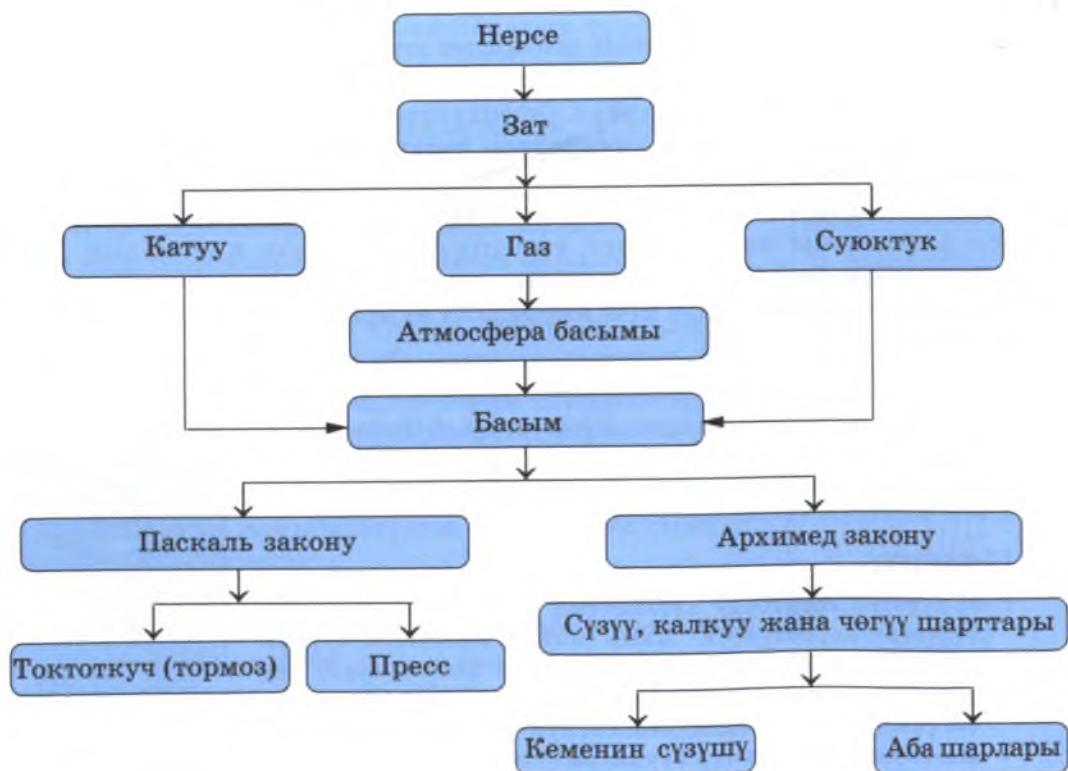 Нерсе
Зат
Катуу
Газ
Суюктук
Атмосфера басымы
Басым
Паскаль закону
Архимед закону
Сүзүү, калкуу жана чөгүү шарттары
Токтоткуч (тормоз)
Пресс
Кеменин сүзүшү
Аба шарлары